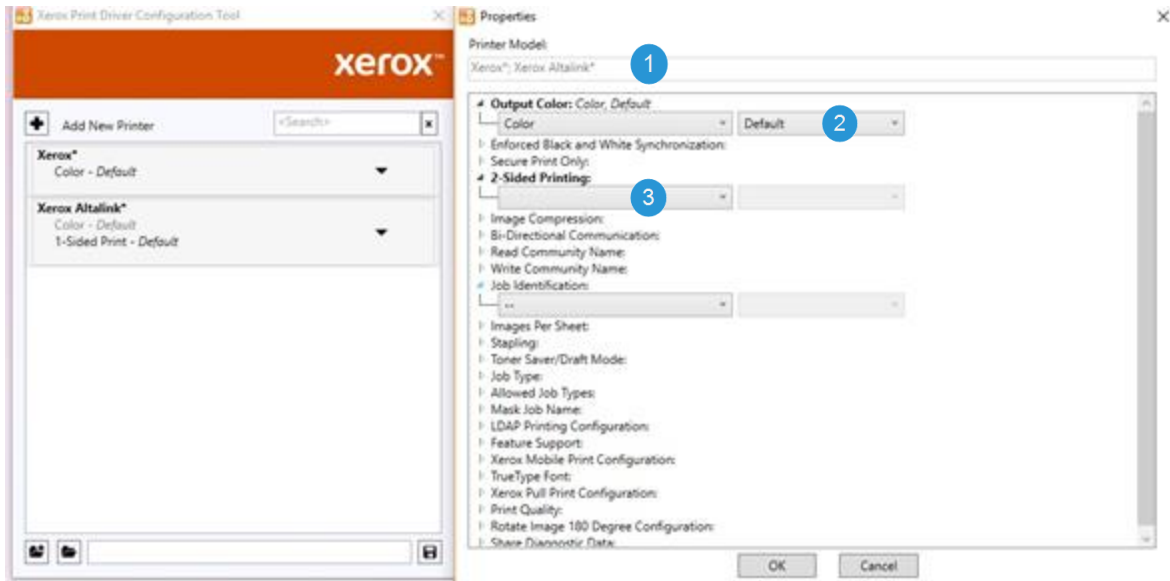 Xerox Print Driver Configuration Tool
xerox™
Add New Printer
<Search>
Xerox*
Color - Default
Xerox Altalink*
Color - Default
1-Sided Print - Default
Properties
Printer Model:
Xerox*; Xerox Altalink*
1
Output Color: Color, Default
Color
Default
2
Enforced Black and White Synchronization:
Secure Print Only:
2-Sided Printing:
3
Image Compression:
Bi-Directional Communication:
Read Community Name:
Write Community Name:
Job Identification:
--
Images Per Sheet:
Stapling:
Toner Saver/Draft Mode:
Job Type:
Allowed Job Types:
Mask Job Name:
LDAP Printing Configuration:
Feature Support:
Xerox Mobile Print Configuration:
TrueType Font:
Xerox Pull Print Configuration:
Print Quality:
Rotate Image 180 Degree Configuration:
Share Diagnostic Data:
OK
Cancel